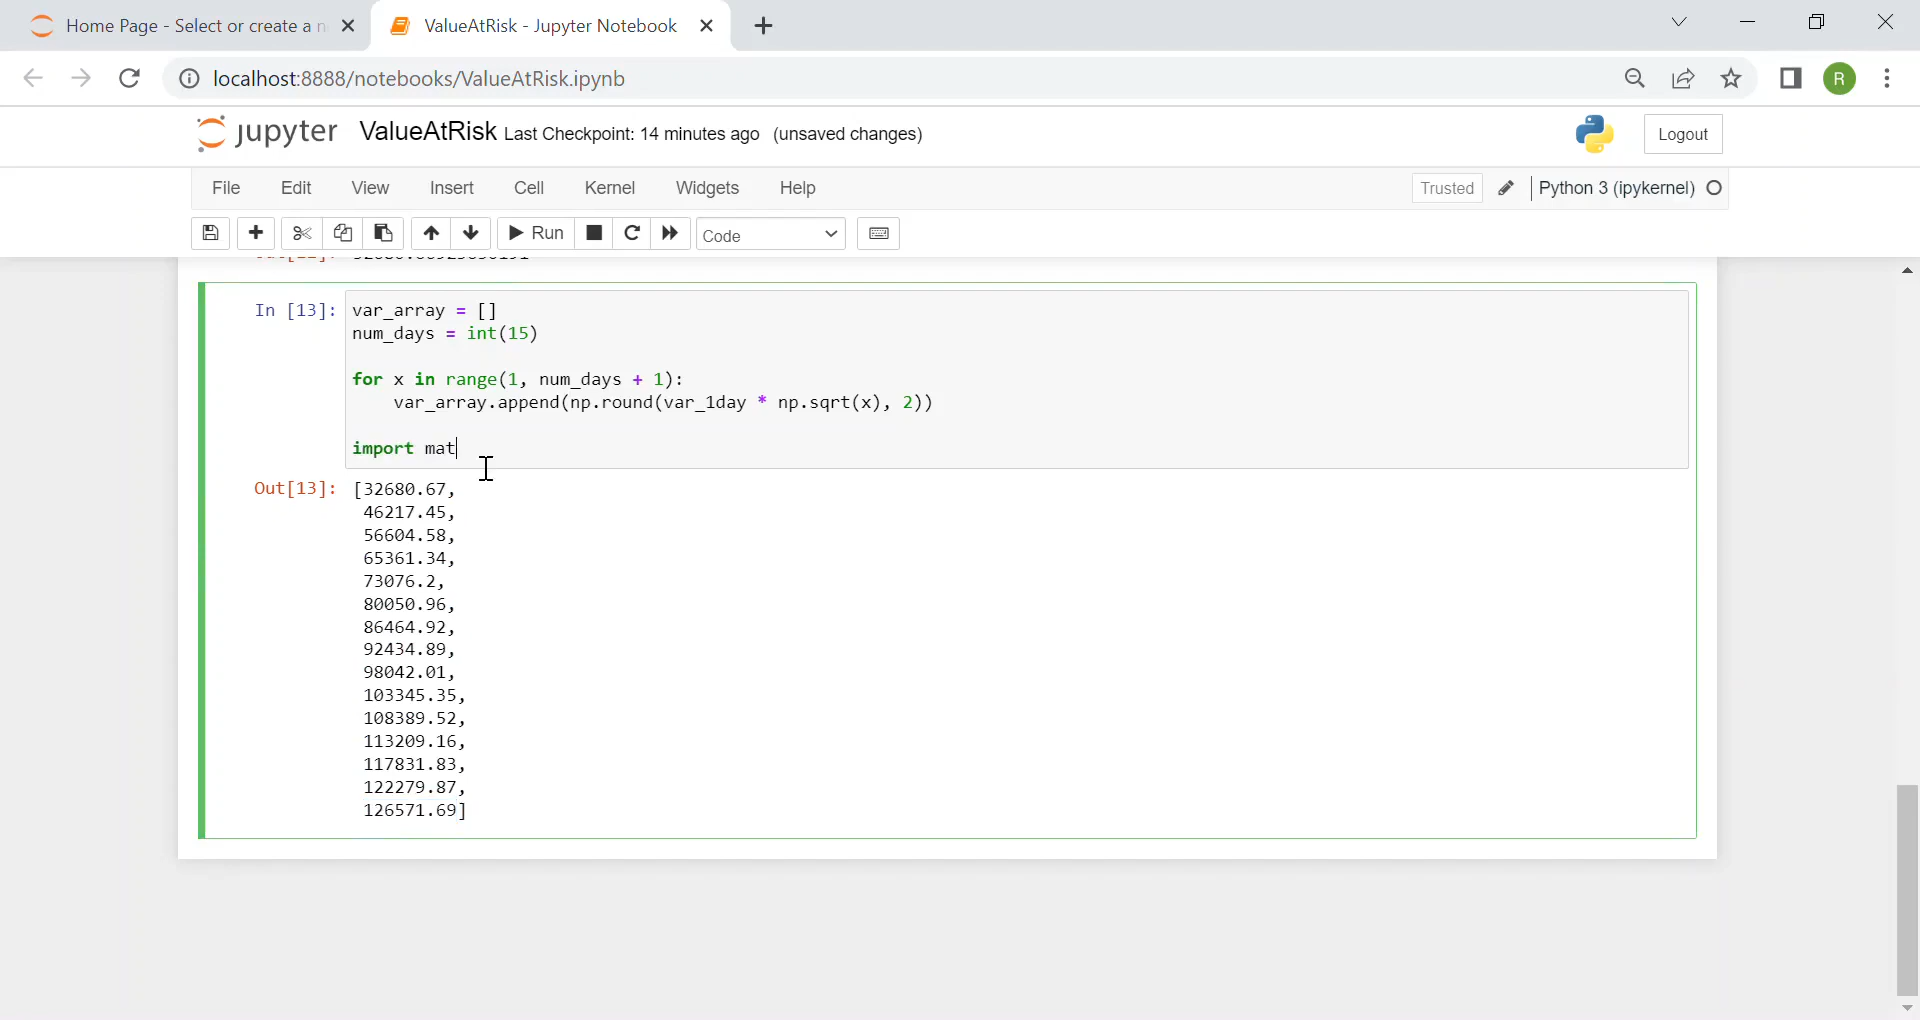 Home Page - Select or create a n
ValueAtRisk - Jupyter Notebook
localhost:8888/notebooks/ValueAtRisk.ipynb
R
jupyter ValueAtRisk Last Checkpoint: 14 minutes ago (unsaved changes)
Logout
File Edit View Insert Cell Kernel Widgets Help
Trusted
Python 3 (ipykernel)
Run
Code
In [13]: var_array = []
num_days = int(15)
for x in range(1, num_days + 1):
var_array.append(np.round(var_1day * np.sqrt(x), 2))
import mat
Out[13]: [32680.67,
46217.45,
56604.58,
65361.34,
73076.2,
80050.96,
86464.92,
92434.89,
98042.01,
103345.35,
108389.52,
113209.16,
117831.83,
122279.87,
126571.69]